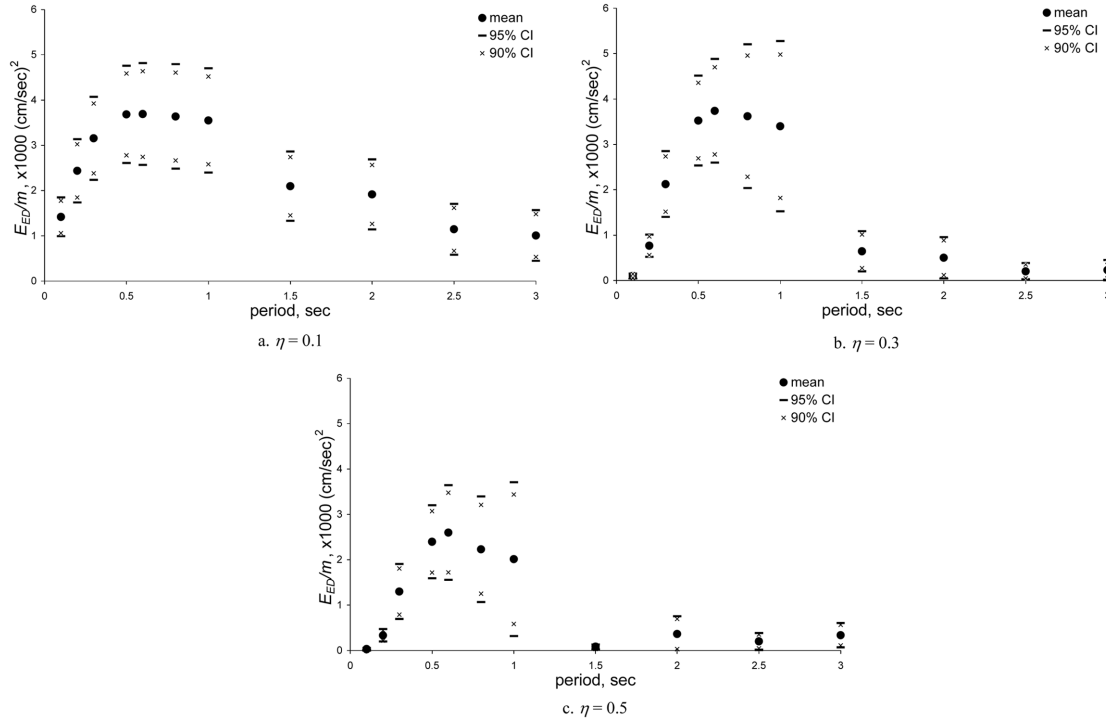 mean
95% CI
90% CI
E_ED/m, x1000 (cm/sec)²
6
5
4
3
2
1
0
0 0.5 1 1.5 2 2.5 3
period, sec
a. η = 0.1
mean
95% CI
90% CI
E_ED/m, x1000 (cm/sec)²
6
5
4
3
2
1
0
0 0.5 1 1.5 2 2.5
period, sec
b. η = 0.3
mean
95% CI
90% CI
E_ED/m, x1000 (cm/sec)²
6
5
4
3
2
1
0
0 0.5 1 1.5 2 2.5 3
period, sec
c. η = 0.5